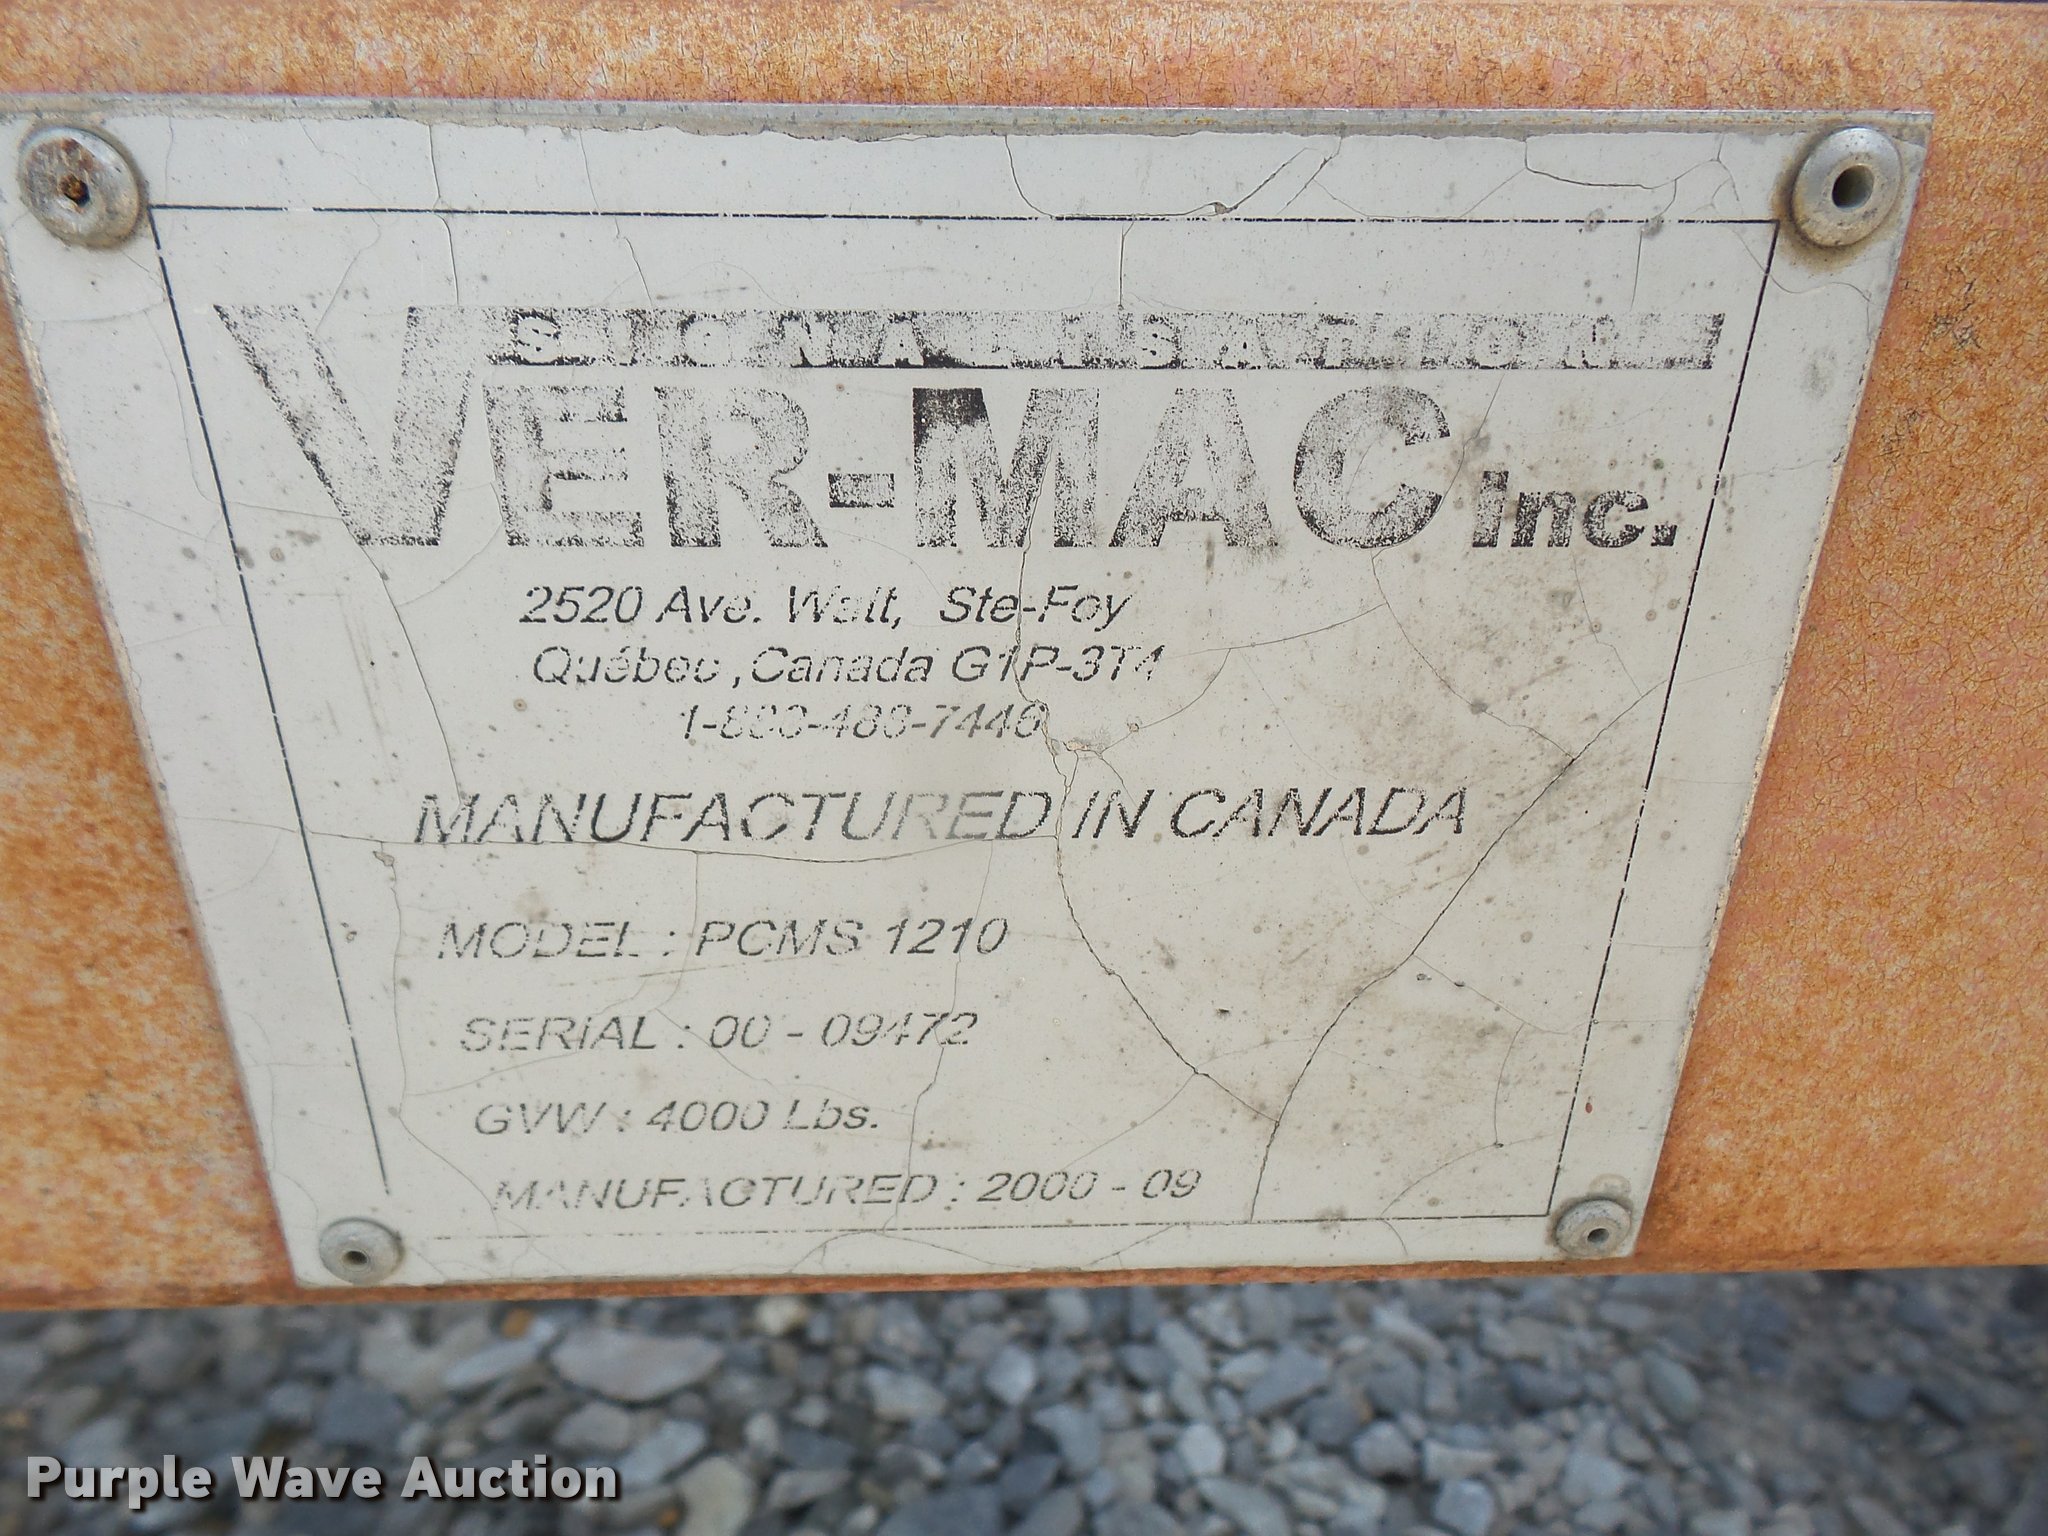 SIGNALISATION
VER-MAC inc.
2520 Ave. Watt, Ste-Foy
Québec ,Canada G1P-3T4
MANUFACTURED IN CANADA
MODEL : PCMS 1210
SERIAL : 00 - 09472
GVW : 4000 Lbs.
MANUFACTURED : 2000 - 09
Purple Wave Auction